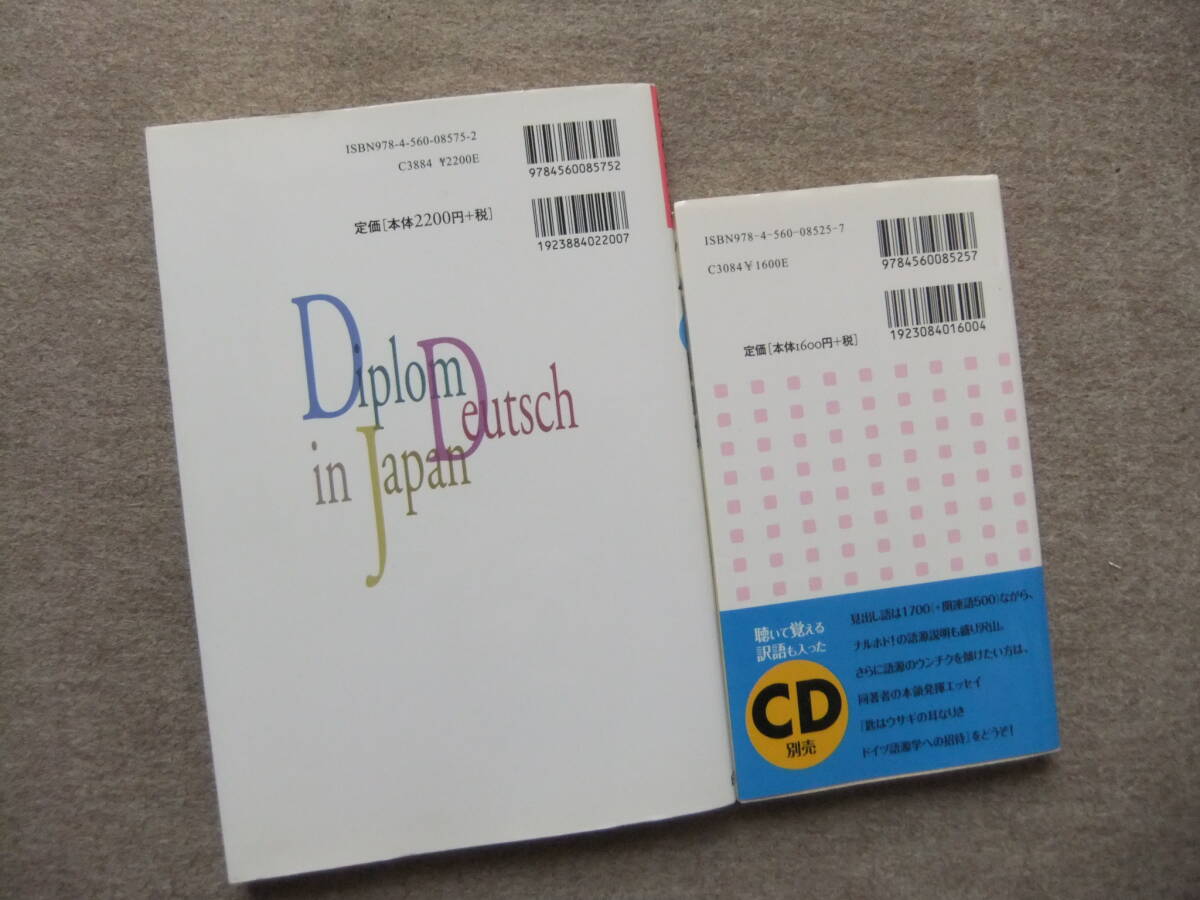 ISBN978-4-560-08575-2
C3884 ¥2200E
9784560085752
定価[本体2200円+税]
1923884022007
Diplom
Deutsch
in Japan
ISBN978-4-560-08525-7
C3084¥1600E
9784560085257
定価[本体1600円+税]
1923084016004
聴いて覚える
訳語も入った
CD
別売
見出し語は1700(+関連語500)ながら、
ナルホド!の語源説明も盛り沢山。
さらに語源のウンチクを傾けたい方は、
同著者の本領発揮エッセイ
『匙はウサギの耳なりき
ドイツ語源学への招待』をどうぞ!